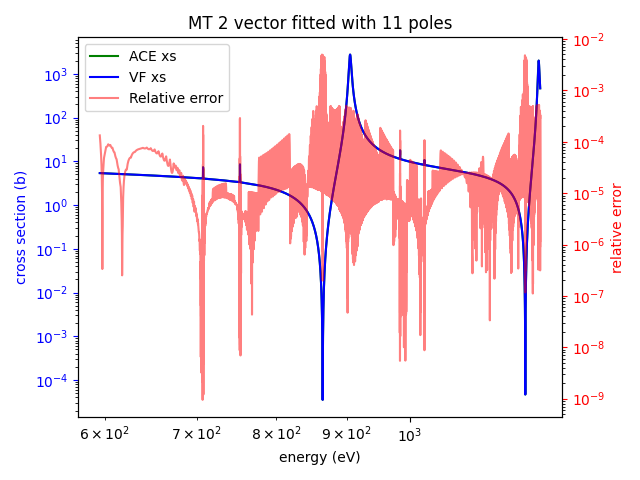 MT 2 vector fitted with 11 poles
ACE xs
VF xs
Relative error
cross section (b)
10³
10²
10¹
10⁰
10⁻¹
10⁻²
10⁻³
10⁻⁴
10⁻²
10⁻³
10⁻⁴
10⁻⁵
10⁻⁶
10⁻⁷
10⁻⁸
10⁻⁹
relative error
6 × 10² 7 × 10² 8 × 10² 9 × 10² 10³
energy (eV)